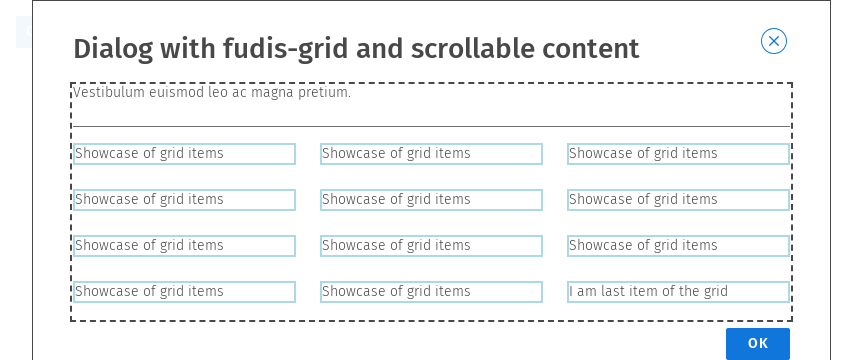 Dialog with fudis-grid and scrollable content
Vestibulum euismod leo ac magna pretium.
Showcase of grid items Showcase of grid items Showcase of grid items
Showcase of grid items Showcase of grid items Showcase of grid items
Showcase of grid items Showcase of grid items Showcase of grid items
Showcase of grid items Showcase of grid items I am last item of the grid
OK